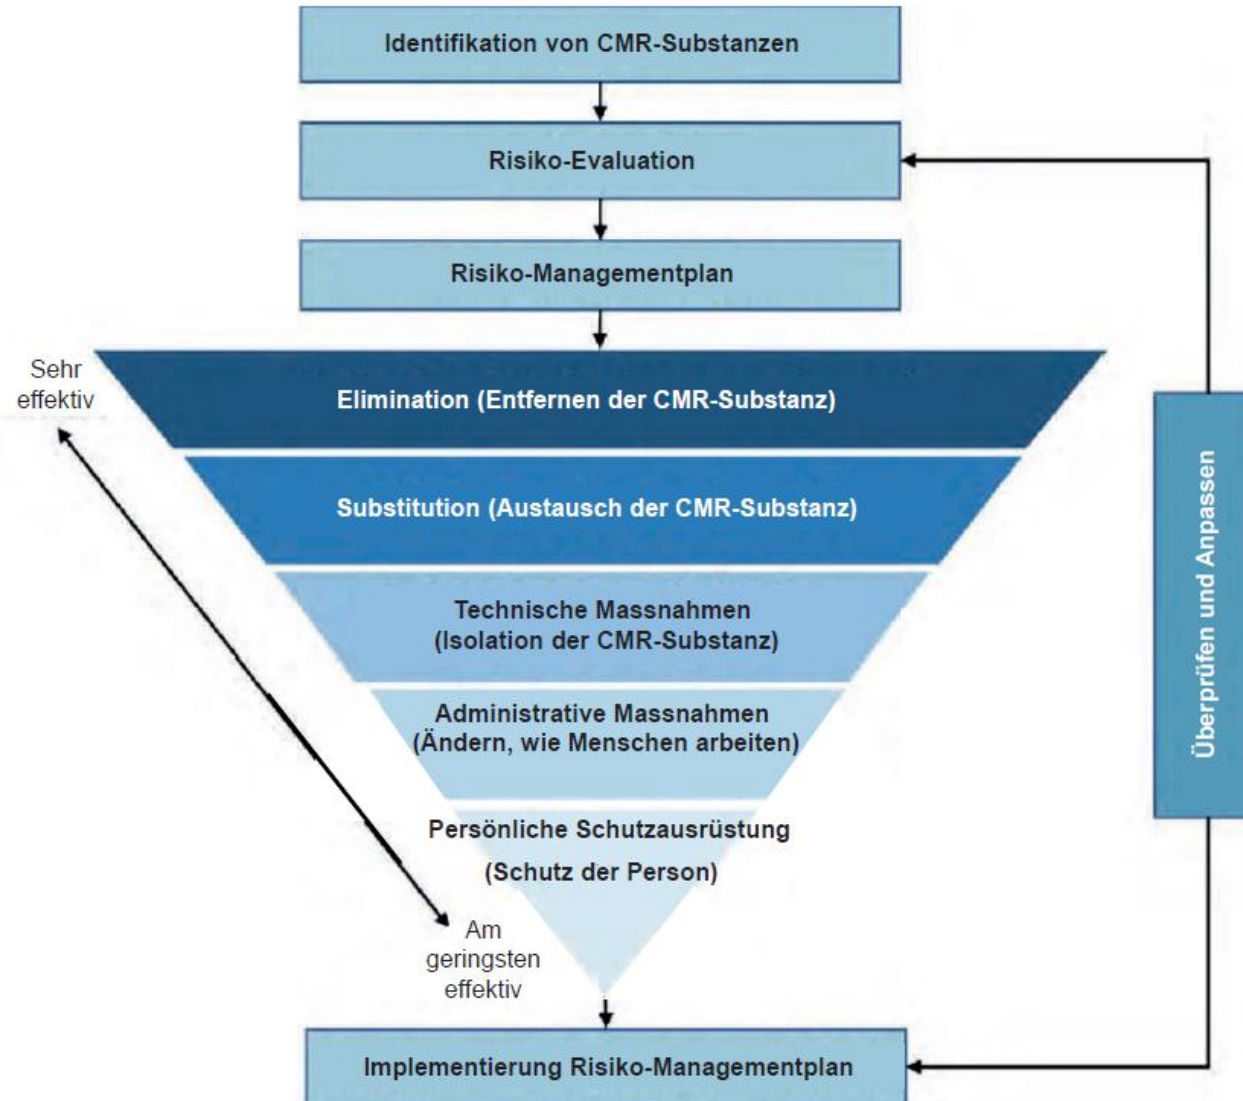 Identifikation von CMR-Substanzen
Risiko-Evaluation
Risiko-Managementplan
Sehr
effektiv
Elimination (Entfernen der CMR-Substanz)
Substitution (Austausch der CMR-Substanz)
Technische Massnahmen
(Isolation der CMR-Substanz)
Administrative Massnahmen
(Ändern, wie Menschen arbeiten)
Persönliche Schutzausrüstung
(Schutz der Person)
Am
geringsten
effektiv
Überprüfen und Anpassen
Implementierung Risiko-Managementplan